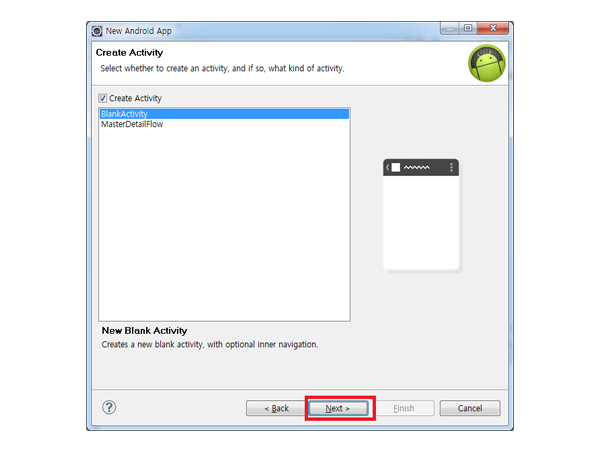 New Android App
Create Activity
Select whether to create an activity, and if so, what kind of activity.
Create Activity
BlankActivity
MasterDetailFlow
New Blank Activity
Creates a new blank activity, with optional inner navigation.
?
< Back
Next >
Finish
Cancel